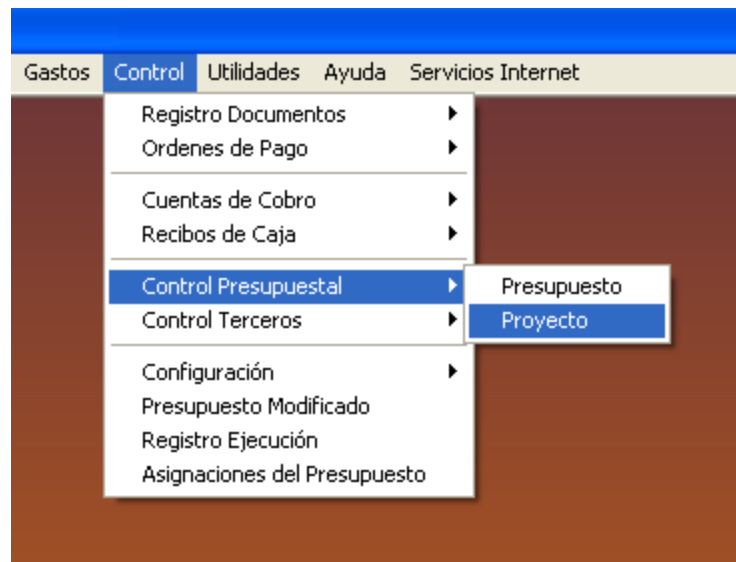 Gastos Control Utilidades Ayuda Servicios Internet
Registro Documentos
Ordenes de Pago
Cuentas de Cobro
Recibos de Caja
Control Presupuestal Presupuesto
Control Terceros Proyecto
Configuración
Presupuesto Modificado
Registro Ejecución
Asignaciones del Presupuesto